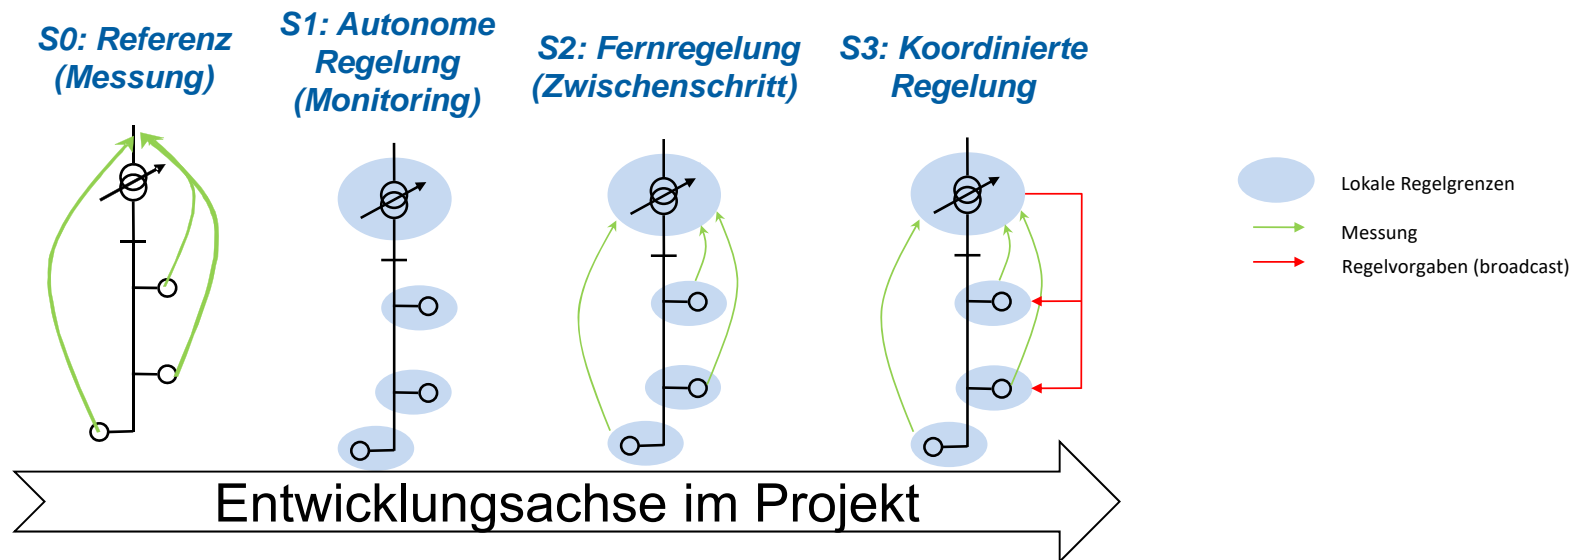 S0: Referenz
(Messung)
S1: Autonome
Regelung
(Monitoring)
S2: Fernregelung
(Zwischenschritt)
S3: Koordinierte
Regelung
Lokale Regelgrenzen
Messung
Regelvorgaben (broadcast)
Entwicklungsachse im Projekt